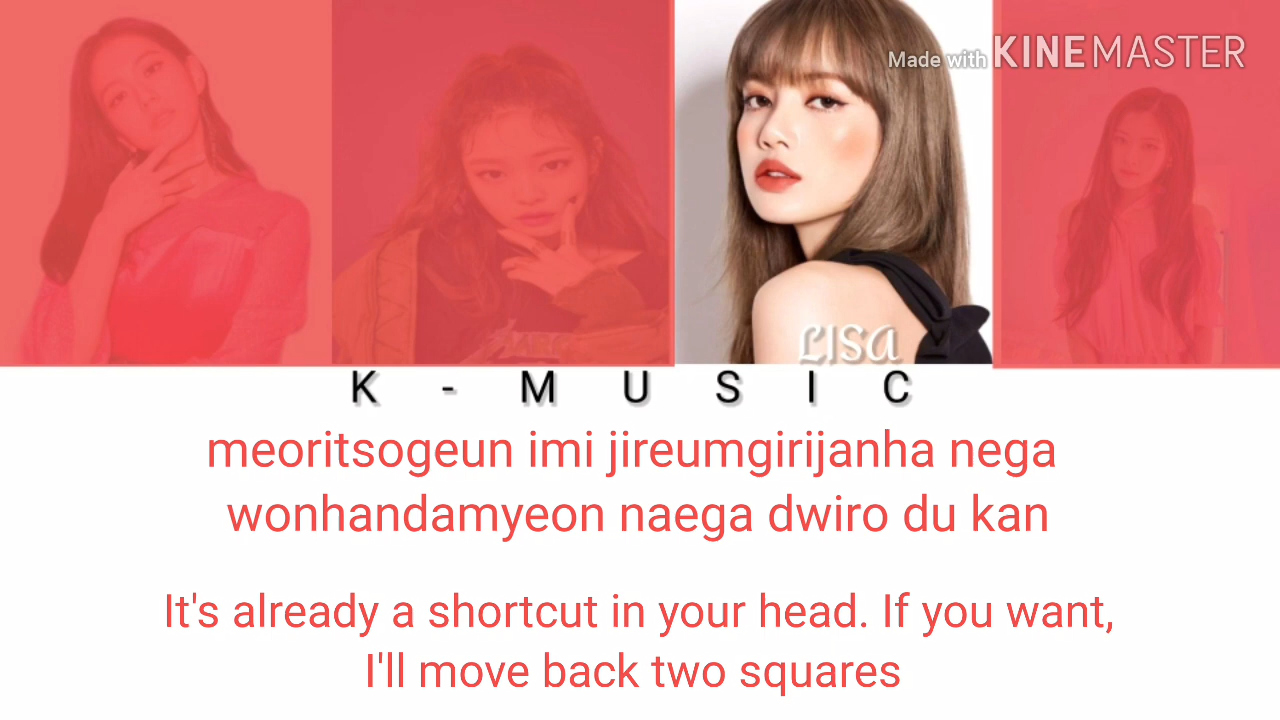 Made with KINEMASTER
LISA
K - M U S I C
meoritsogeun imi jireumgirijanha nega
wonhandamyeon naega dwiro du kan
It's already a shortcut in your head. If you want,
I'll move back two squares